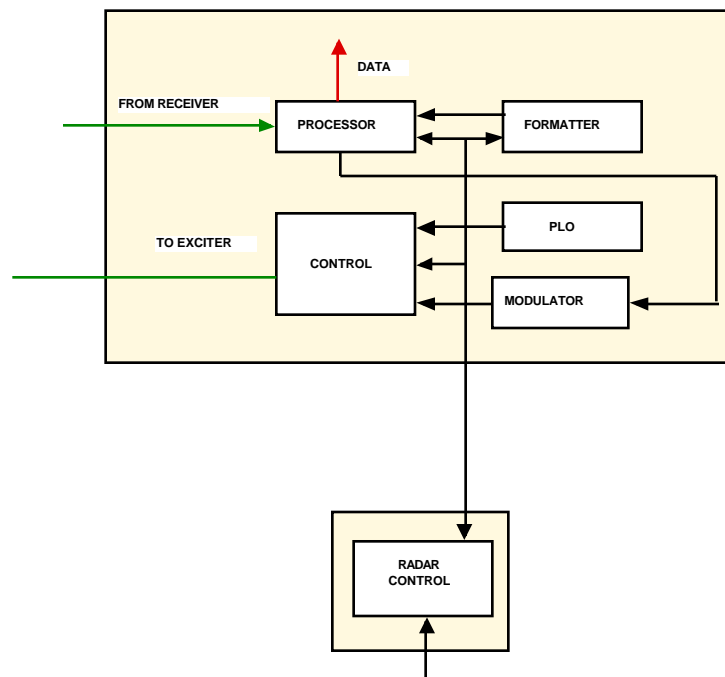 DATA
FROM RECEIVER
PROCESSOR
FORMATTER
TO EXCITER
PLO
CONTROL
MODULATOR
RADAR
CONTROL